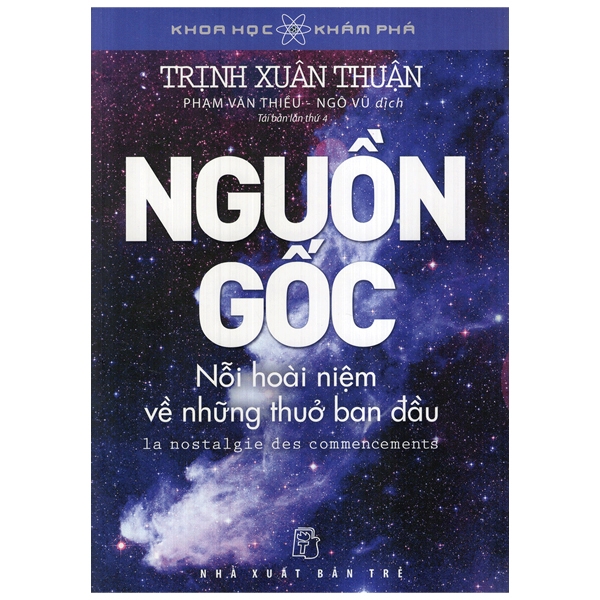 KHOA HỌC KHÁM PHÁ
TRỊNH XUÂN THUẬN
PHẠM VĂN THIỀU - NGÔ VŨ dịch
Tái bản lần thứ 4
NGUỒN
GỐC
Nỗi hoài niệm
về những thuở ban đầu
la nostalgie des commencements
NHÀ XUẤT BẢN TRẺ